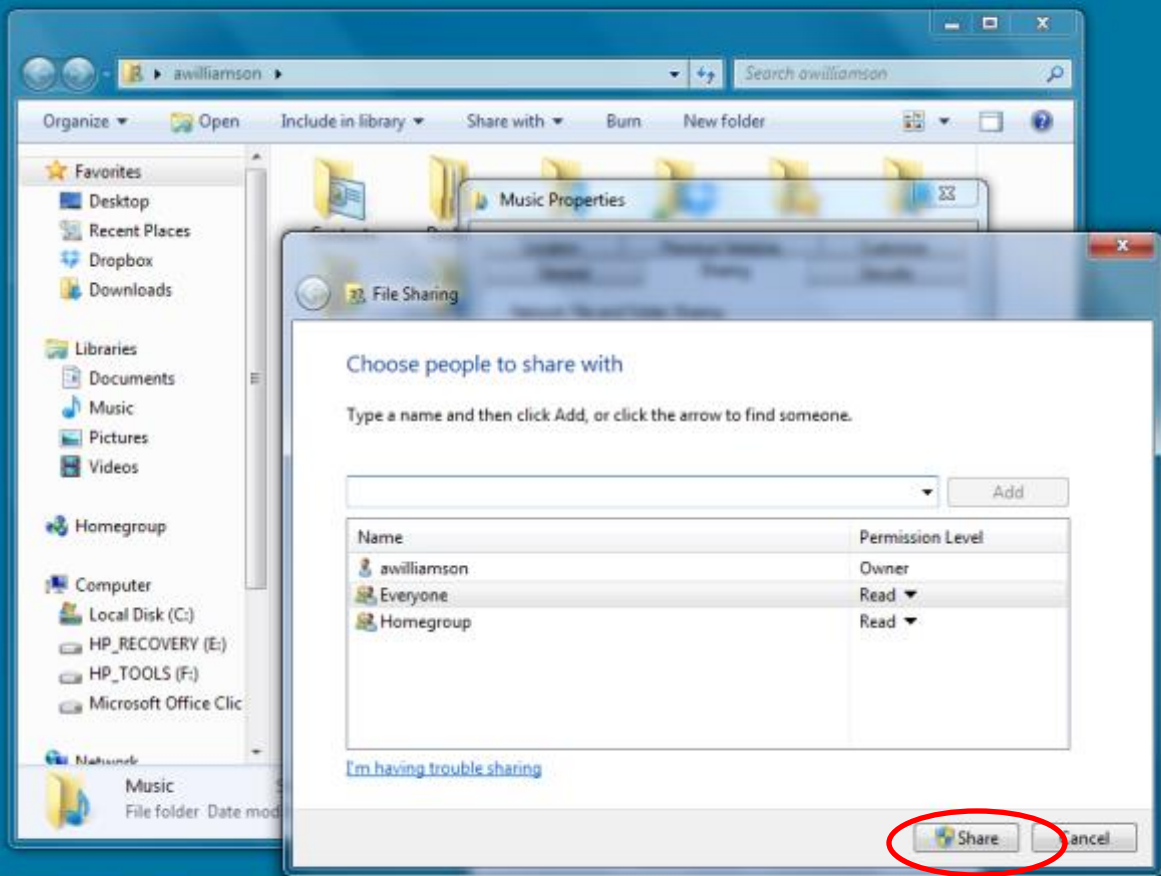 awilliamson
Search awilliamson
Organize Open Include in library Share with Burn New folder
Favorites
Desktop
Recent Places
Dropbox
Downloads
Libraries
Documents
Music
Pictures
Videos
Homegroup
Computer
Local Disk (C:)
HP_RECOVERY (E:)
HP_TOOLS (F:)
Microsoft Office Clic
Network
Music
File folder Date mod
Music Properties
Sharing
File Sharing
Choose people to share with
Type a name and then click Add, or click the arrow to find someone.
Add
Name Permission Level
awilliamson Owner
Everyone Read
Homegroup Read
I'm having trouble sharing
Share Cancel